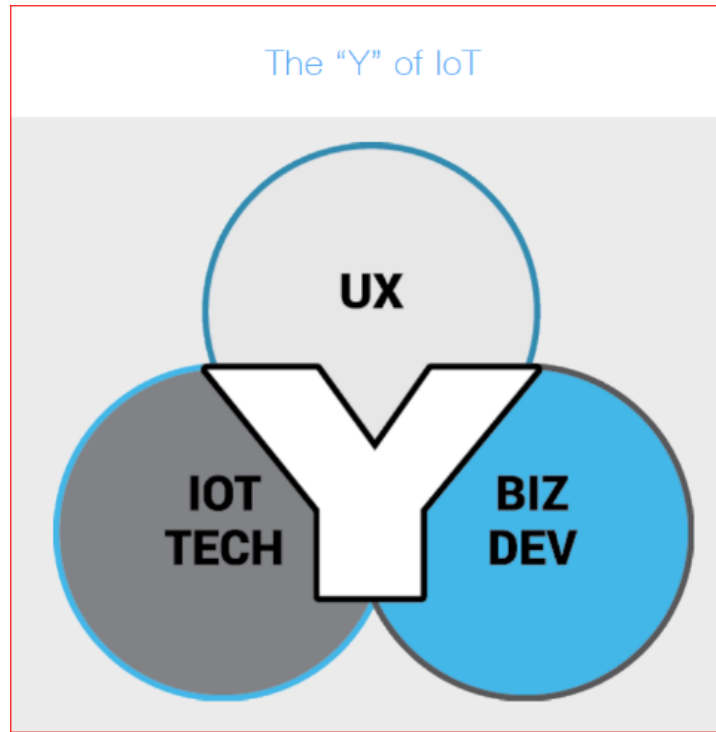 The “Y” of IoT
UX
Y
IOT
TECH
BIZ
DEV